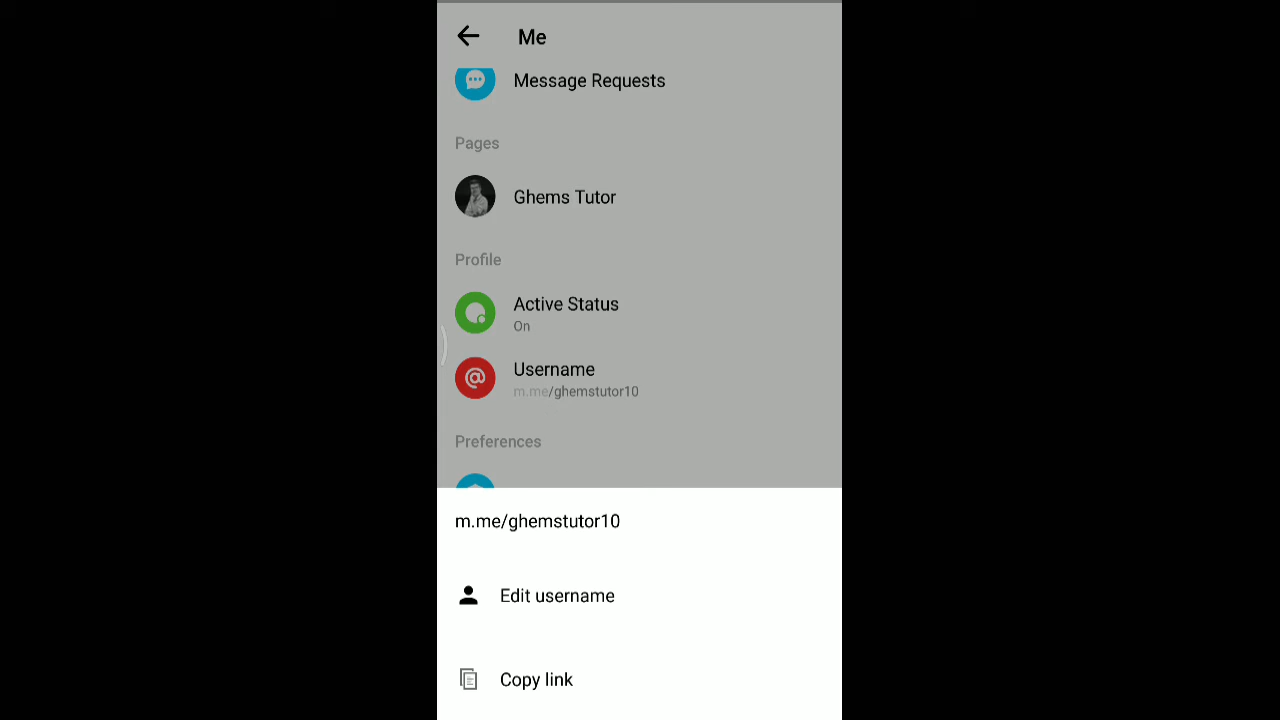 Me
Message Requests
Pages
Ghems Tutor
Profile
Active Status
On
Username
m.me/ghemstutor10
Preferences
m.me/ghemstutor10
Edit username
Copy link